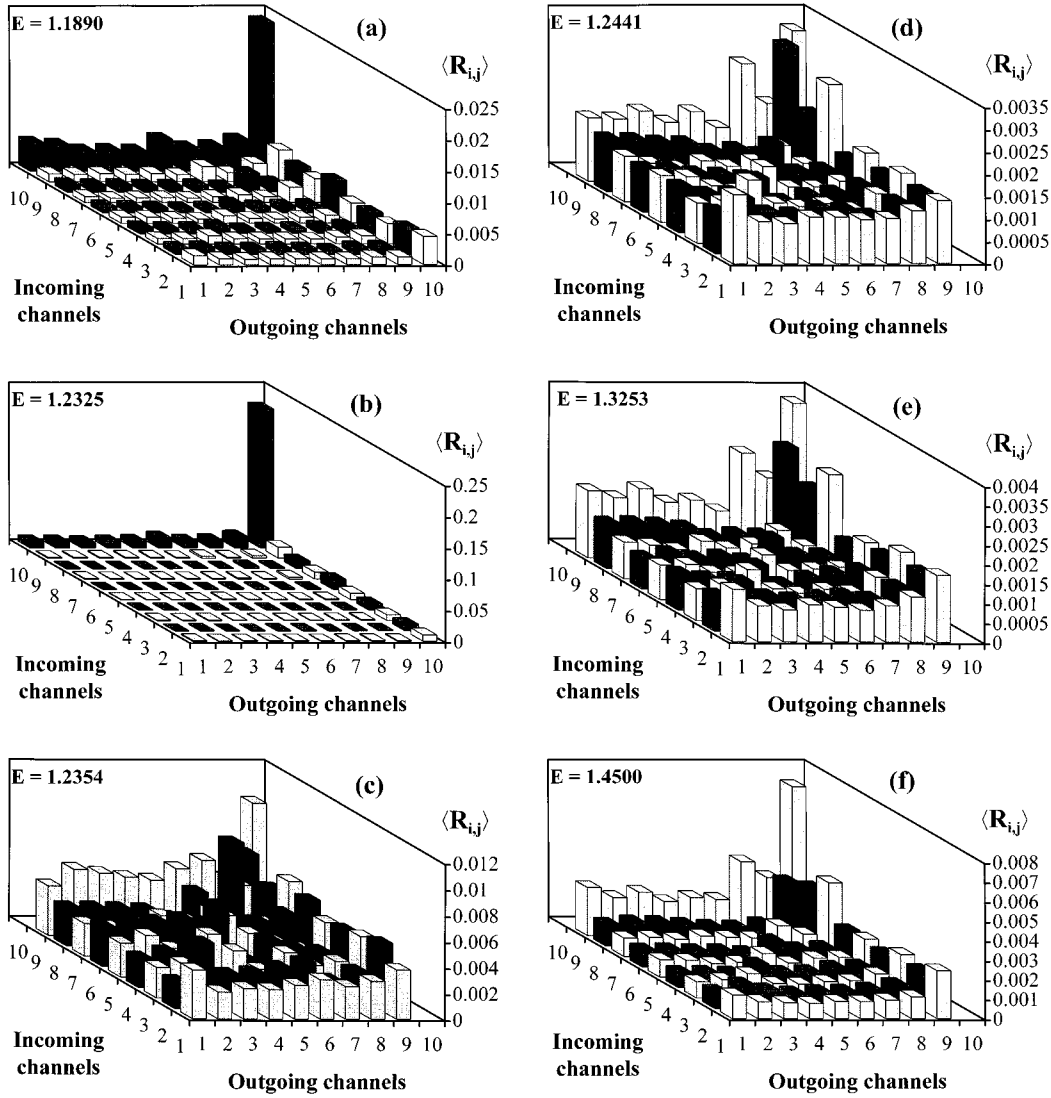 E = 1.1890
(a)
⟨R_{i,j}⟩
0.025
0.02
0.015
0.01
0.005
0
10
9
8
7
6
5
4
3
2
1
1 2 3 4 5 6 7 8 9 10
Incoming
channels
Outgoing channels
E = 1.2325
(b)
⟨R_{i,j}⟩
0.25
0.2
0.15
0.1
0.05
0
10
9
8
7
6
5
4
3
2
1
1 2 3 4 5 6 7 8 9 10
Incoming
channels
Outgoing channels
E = 1.2354
(c)
⟨R_{i,j}⟩
0.012
0.01
0.008
0.006
0.004
0.002
0
10
9
8
7
6
5
4
3
2
1
1 2 3 4 5 6 7 8 9 10
Incoming
channels
Outgoing channels
E = 1.2441
(d)
⟨R_{i,j}⟩
0.0035
0.003
0.0025
0.002
0.0015
0.001
0.0005
0
10
9
8
7
6
5
4
3
2
1
1 2 3 4 5 6 7 8 9 10
Incoming
channels
Outgoing channels
E = 1.3253
(e)
⟨R_{i,j}⟩
0.004
0.0035
0.003
0.0025
0.002
0.0015
0.001
0.0005
0
10
9
8
7
6
5
4
3
2
1
1 2 3 4 5 6 7 8 9 10
Incoming
channels
Outgoing channels
E = 1.4500
(f)
⟨R_{i,j}⟩
0.008
0.007
0.006
0.005
0.004
0.003
0.002
0.001
0
10
9
8
7
6
5
4
3
2
1
1 2 3 4 5 6 7 8 9 10
Incoming
channels
Outgoing channels